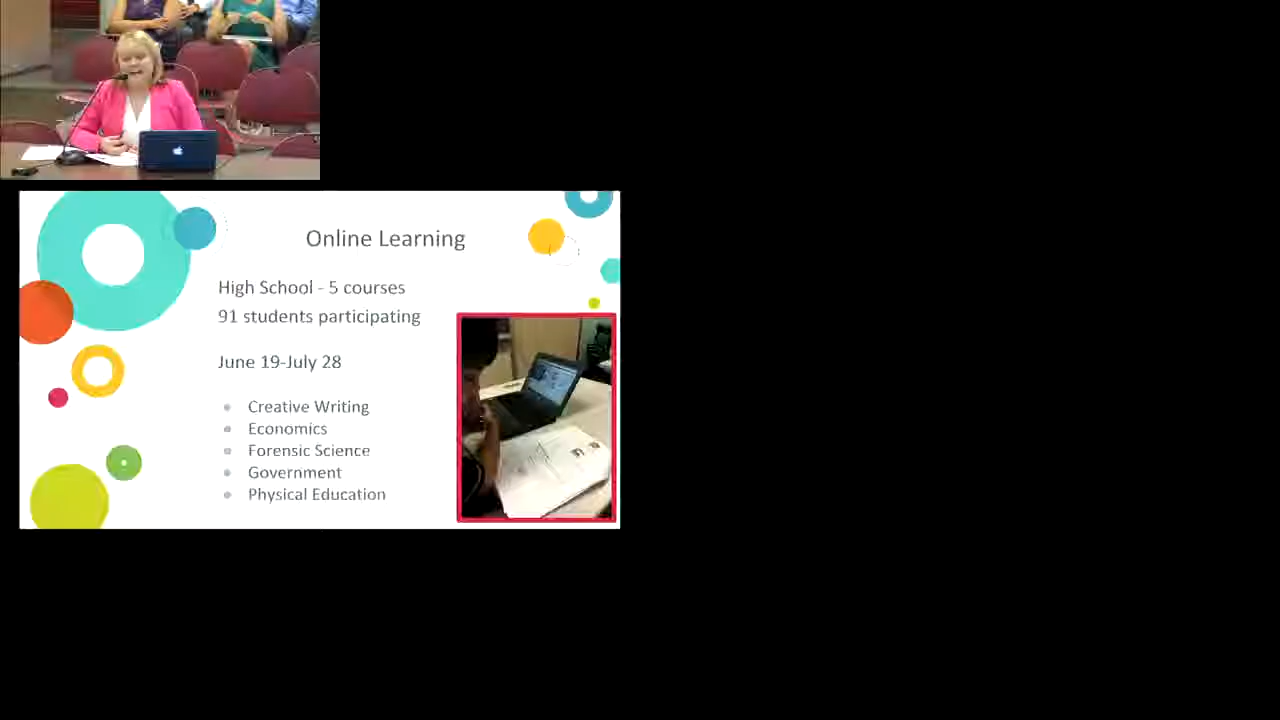 Online Learning
High School - 5 courses
91 students participating
June 19-July 28
Creative Writing
Economics
Forensic Science
Government
Physical Education